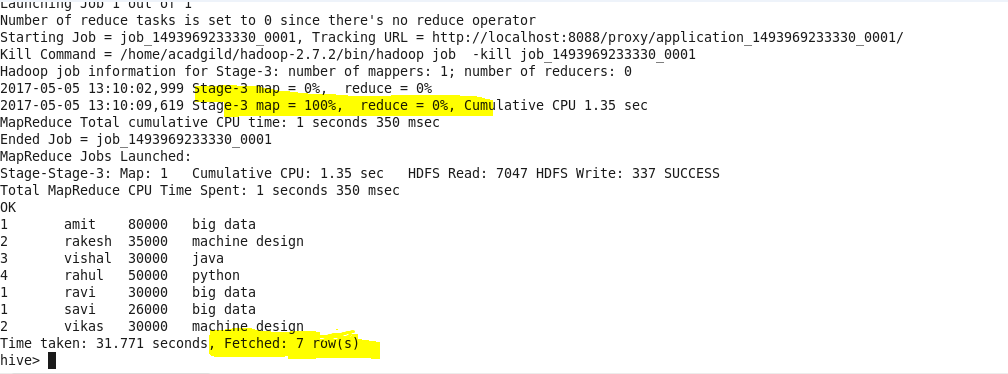 Launching Job 1 out of 1
Number of reduce tasks is set to 0 since there's no reduce operator
Starting Job = job_1493969233330_0001, Tracking URL = http://localhost:8088/proxy/application_1493969233330_0001/
Kill Command = /home/acadgild/hadoop-2.7.2/bin/hadoop job  -kill job_1493969233330_0001
Hadoop job information for Stage-3: number of mappers: 1; number of reducers: 0
2017-05-05 13:10:02,999 Stage-3 map = 0%,  reduce = 0%
2017-05-05 13:10:09,619 Stage-3 map = 100%,  reduce = 0%, Cumulative CPU 1.35 sec
MapReduce Total cumulative CPU time: 1 seconds 350 msec
Ended Job = job_1493969233330_0001
MapReduce Jobs Launched:
Stage-Stage-3: Map: 1   Cumulative CPU: 1.35 sec   HDFS Read: 7047 HDFS Write: 337 SUCCESS
Total MapReduce CPU Time Spent: 1 seconds 350 msec
OK
1       amit    80000   big data
2       rakesh  35000   machine design
3       vishal  30000   java
4       rahul   50000   python
1       ravi    30000   big data
1       savi    26000   big data
2       vikas   30000   machine design
Time taken: 31.771 seconds, Fetched: 7 row(s)
hive>